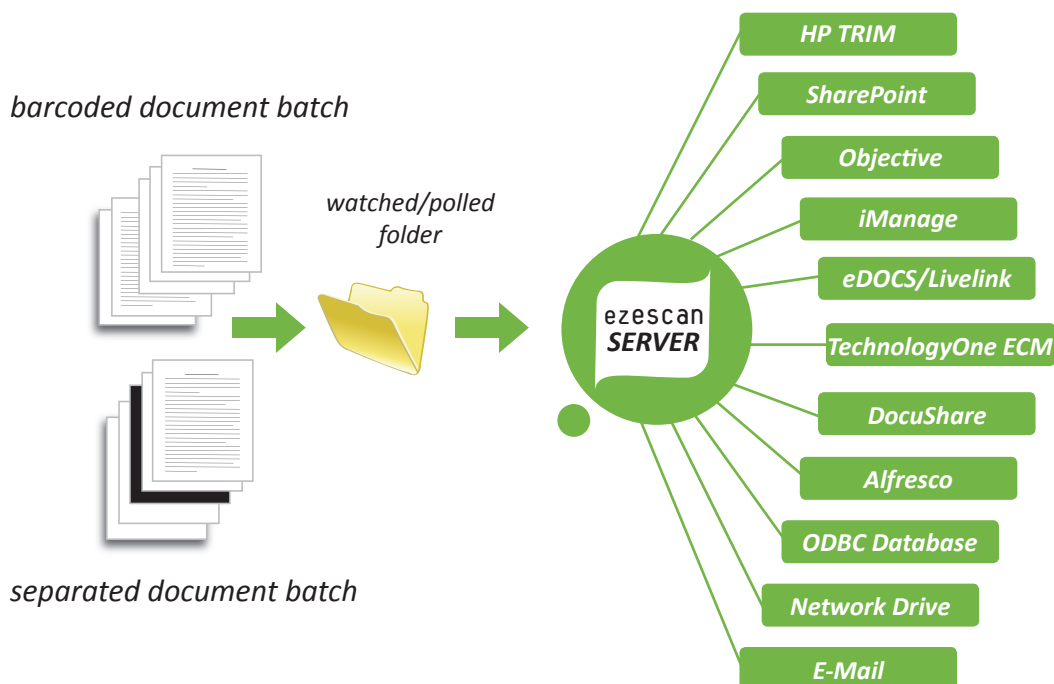 barcoded document batch
watched/polled
folder
separated document batch
ezescan
SERVER
HP TRIM
SharePoint
Objective
iManage
eDOCS/Livelink
TechnologyOne ECM
DocuShare
Alfresco
ODBC Database
Network Drive
E-Mail